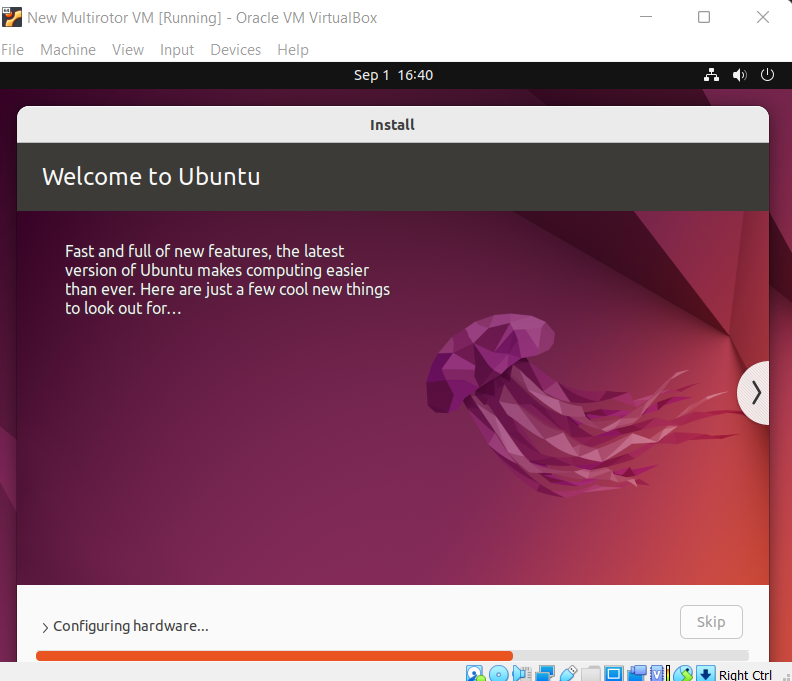 New Multirotor VM [Running] - Oracle VM VirtualBox
File Machine View Input Devices Help
Sep 1 16:40
Install
Welcome to Ubuntu
Fast and full of new features, the latest
version of Ubuntu makes computing easier
than ever. Here are just a few cool new things
to look out for…
Configuring hardware...
Skip
Right Ctrl